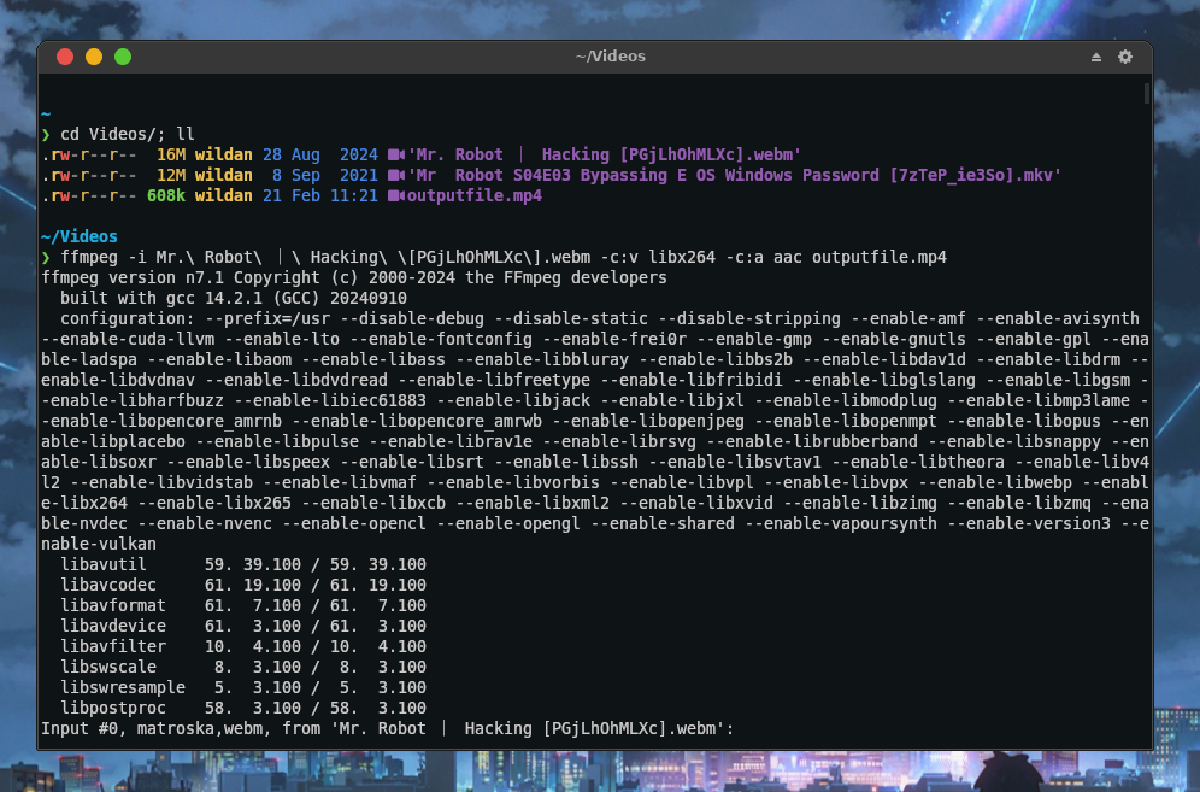 ~/Videos
~
❯ cd Videos/; ll
.rw-r--r--  16M wildan 28 Aug  2024 'Mr. Robot ｜ Hacking [PGjLhOhMLXc].webm'
.rw-r--r--  12M wildan  8 Sep  2021 'Mr  Robot S04E03 Bypassing E OS Windows Password [7zTeP_ie3So].mkv'
.rw-r--r-- 608k wildan 21 Feb 11:21 outputfile.mp4
~/Videos
❯ ffmpeg -i Mr.\ Robot\ ｜\ Hacking\ \[PGjLhOhMLXc\].webm -c:v libx264 -c:a aac outputfile.mp4
ffmpeg version n7.1 Copyright (c) 2000-2024 the FFmpeg developers
  built with gcc 14.2.1 (GCC) 20240910
  configuration: --prefix=/usr --disable-debug --disable-static --disable-stripping --enable-amf --enable-avisynth
--enable-cuda-llvm --enable-lto --enable-fontconfig --enable-frei0r --enable-gmp --enable-gnutls --enable-gpl --ena
ble-ladspa --enable-libaom --enable-libass --enable-libbluray --enable-libbs2b --enable-libdav1d --enable-libdrm --
enable-libdvdnav --enable-libdvdread --enable-libfreetype --enable-libfribidi --enable-libglslang --enable-libgsm -
-enable-libharfbuzz --enable-libiec61883 --enable-libjack --enable-libjxl --enable-libmodplug --enable-libmp3lame -
-enable-libopencore_amrnb --enable-libopencore_amrwb --enable-libopenjpeg --enable-libopenmpt --enable-libopus --en
able-libplacebo --enable-libpulse --enable-librav1e --enable-librsvg --enable-librubberband --enable-libsnappy --en
able-libsoxr --enable-libspeex --enable-libsrt --enable-libssh --enable-libsvtav1 --enable-libtheora --enable-libv4
l2 --enable-libvidstab --enable-libvmaf --enable-libvorbis --enable-libvpl --enable-libvpx --enable-libwebp --enabl
e-libx264 --enable-libx265 --enable-libxcb --enable-libxml2 --enable-libxvid --enable-libzimg --enable-libzmq --ena
ble-nvdec --enable-nvenc --enable-opencl --enable-opengl --enable-shared --enable-vapoursynth --enable-version3 --e
nable-vulkan
  libavutil      59. 39.100 / 59. 39.100
  libavcodec     61. 19.100 / 61. 19.100
  libavformat    61.  7.100 / 61.  7.100
  libavdevice    61.  3.100 / 61.  3.100
  libavfilter    10.  4.100 / 10.  4.100
  libswscale      8.  3.100 /  8.  3.100
  libswresample   5.  3.100 /  5.  3.100
  libpostproc    58.  3.100 / 58.  3.100
Input #0, matroska,webm, from 'Mr. Robot ｜ Hacking [PGjLhOhMLXc].webm':